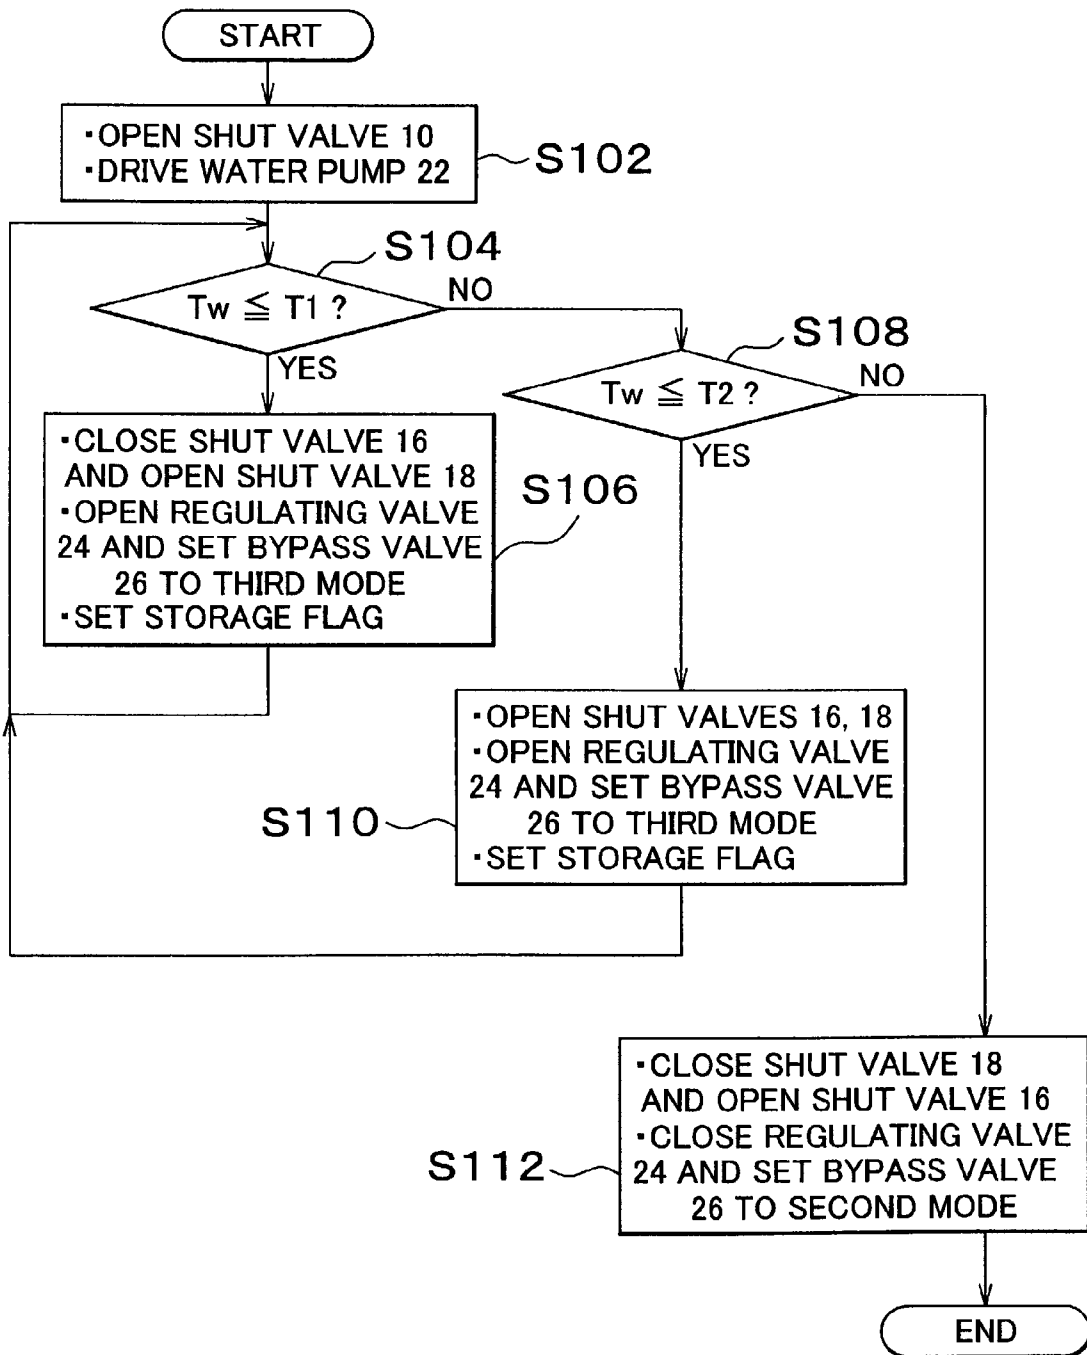 START
·OPEN SHUT VALVE 10
·DRIVE WATER PUMP 22
S102
S104
Tw ≦ T1 ?
NO
YES
S108
Tw ≦ T2 ?
NO
YES
·CLOSE SHUT VALVE 16
AND OPEN SHUT VALVE 18
·OPEN REGULATING VALVE
24 AND SET BYPASS VALVE
26 TO THIRD MODE
·SET STORAGE FLAG
S106
·OPEN SHUT VALVES 16, 18
·OPEN REGULATING VALVE
24 AND SET BYPASS VALVE
26 TO THIRD MODE
·SET STORAGE FLAG
S110
·CLOSE SHUT VALVE 18
AND OPEN SHUT VALVE 16
·CLOSE REGULATING VALVE
24 AND SET BYPASS VALVE
26 TO SECOND MODE
S112
END